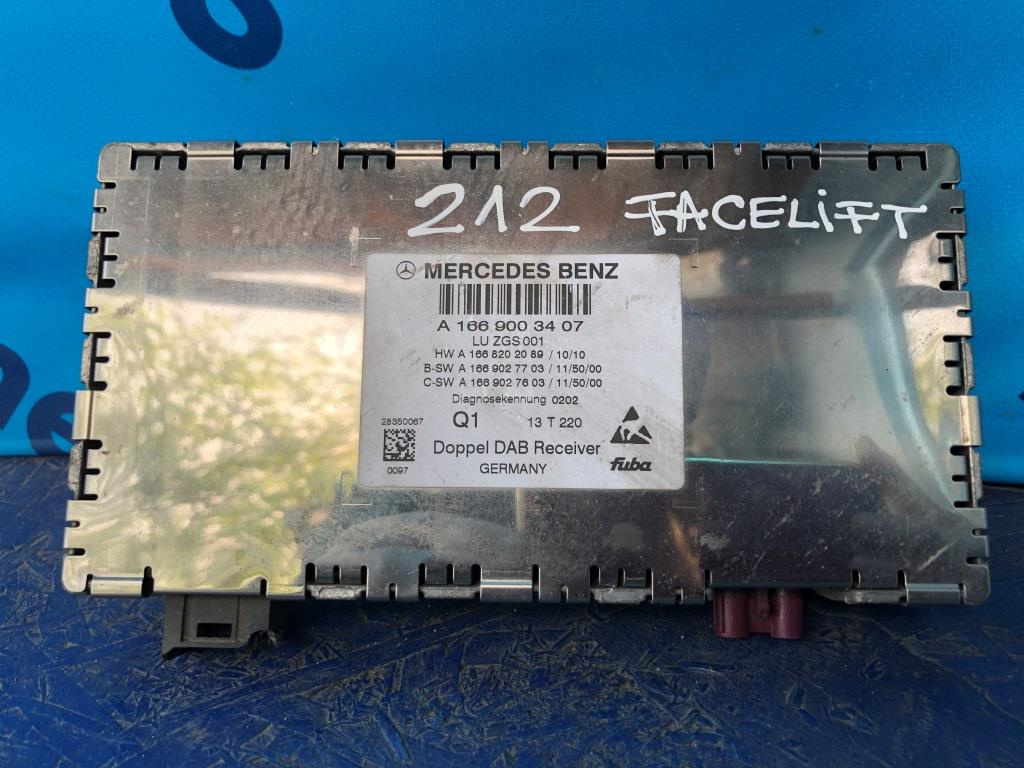 212 FACELiFT
MERCEDES BENZ
A 166 900 34 07
LU ZGS 001
HW A 166 820 20 89 / 10/10
B-SW A 166 902 77 03 / 11/50/00
C-SW A 166 902 76 03 / 11/50/00
Diagnosekennung 0202
28350067 Q1 13 T 220
Doppel DAB Receiver
0097 GERMANY fuba